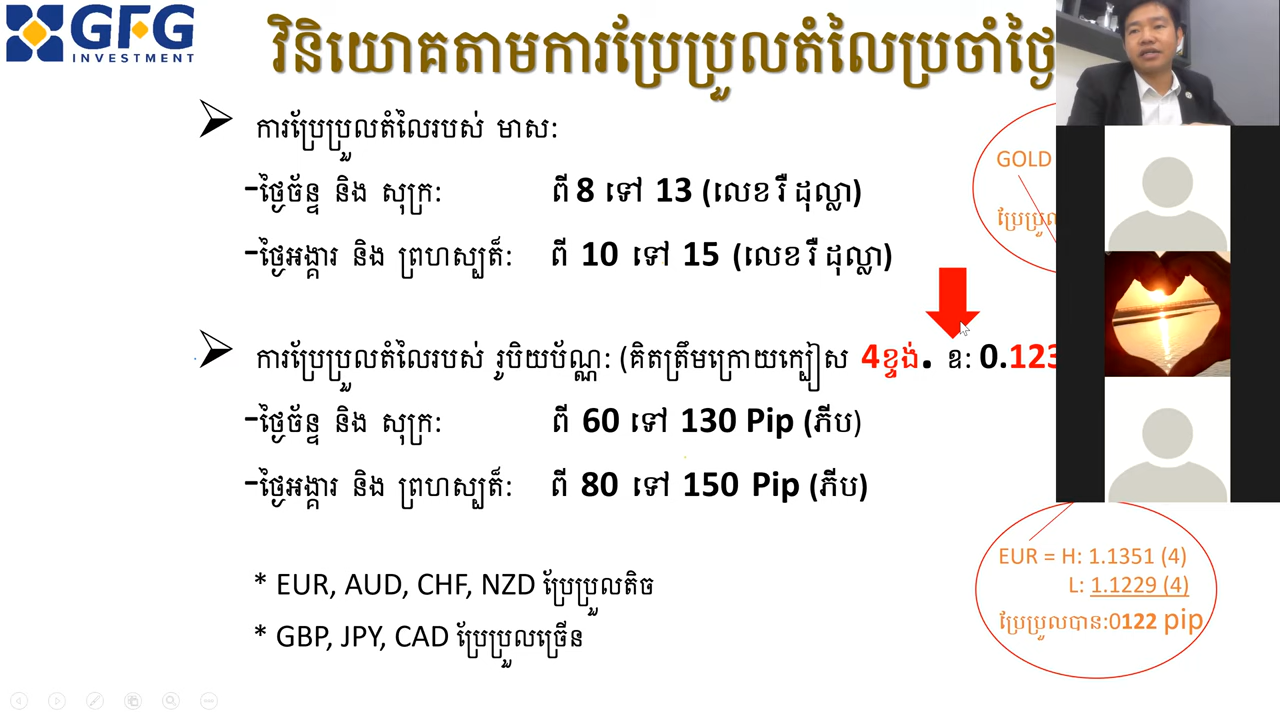 GFG
INVESTMENT
វិនិយោគតាមការប្រែប្រួលតំលៃប្រចាំថ្ងៃ
ការប្រែប្រួលតំលៃរបស់ មាសៈ
-ថ្ងៃច័ន្ទ និង សុក្រៈ ពី 8 ទៅ 13 (លេខ រឺ ដុល្លា)
-ថ្ងៃអង្គារ និង ព្រហស្បត៏ៈ ពី 10 ទៅ 15 (លេខ រឺ ដុល្លា)
GOLD
ការប្រែប្រួលតំលៃរបស់ រូបិយប័ណ្ណៈ (គិតត្រឹមក្រោយក្បៀស 4ខ្ទង់. ឧៈ 0.123
-ថ្ងៃច័ន្ទ និង សុក្រៈ ពី 60 ទៅ 130 Pip (ភីប)
-ថ្ងៃអង្គារ និង ព្រហស្បត៏ៈ ពី 80 ទៅ 150 Pip (ភីប)
* EUR, AUD, CHF, NZD ប្រែប្រួលតិច
* GBP, JPY, CAD ប្រែប្រួលច្រើន
EUR = H: 1.1351 (4)
L: 1.1229 (4)
ប្រែប្រួលបាន:0122 pip